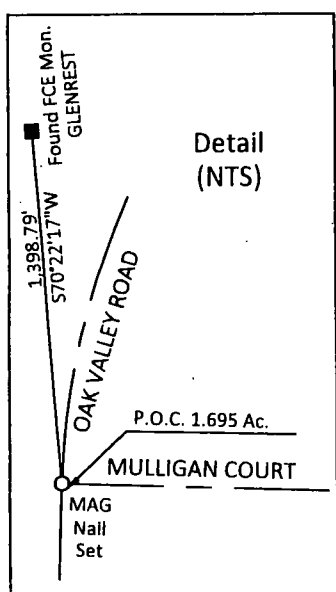 Found FCE Mon.
GLENREST
Detail
(NTS)
1,398.79'
S70°22'17"W
OAK VALLEY ROAD
P.O.C. 1.695 Ac.
MULLIGAN COURT
MAG
Nail
Set